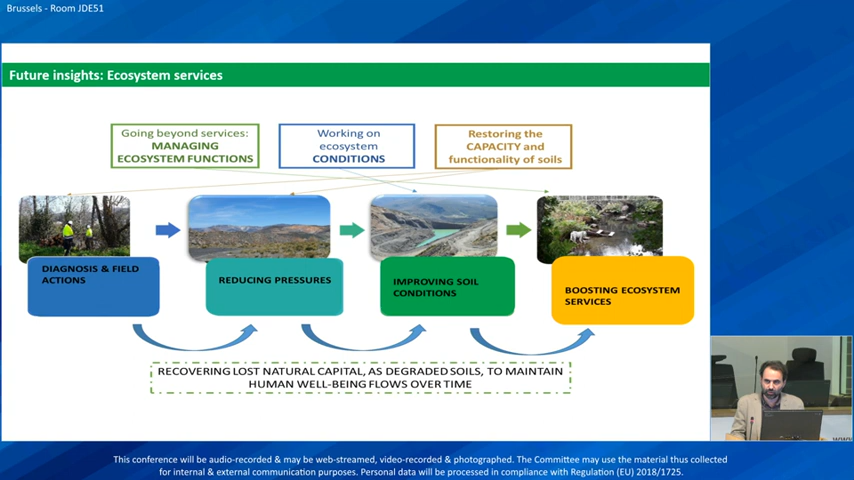 Brussels - Room JDE51
Future insights: Ecosystem services
Going beyond services:
MANAGING
ECOSYSTEM FUNCTIONS
Working on
ecosystem
CONDITIONS
Restoring the
CAPACITY and
functionality of soils
DIAGNOSIS & FIELD
ACTIONS
REDUCING PRESSURES
IMPROVING SOIL
CONDITIONS
BOOSTING ECOSYSTEM
SERVICES
RECOVERING LOST NATURAL CAPITAL, AS DEGRADED SOILS, TO MAINTAIN
HUMAN WELL-BEING FLOWS OVER TIME
This conference will be audio-recorded & may be web-streamed, video-recorded & photographed. The Committee may use the material thus collected
for internal & external communication purposes. Personal data will be processed in compliance with Regulation (EU) 2018/1725.